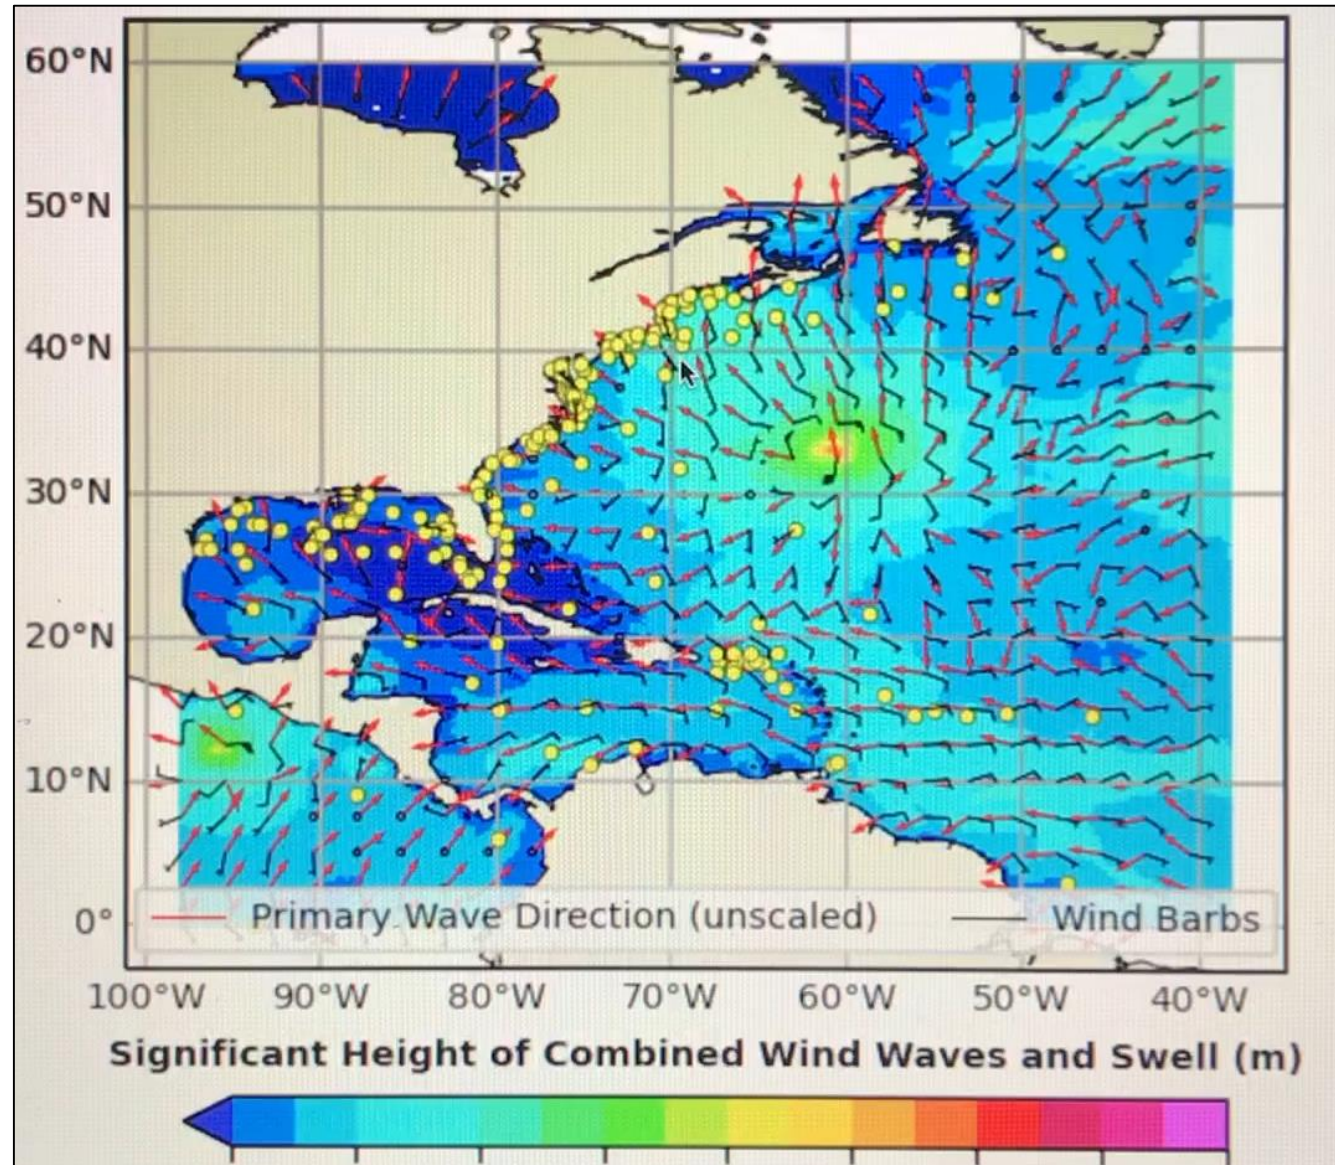 60°N
50°N
40°N
30°N
20°N
10°N
0°
Primary Wave Direction (unscaled) Wind Barbs
100°W 90°W 80°W 70°W 60°W 50°W 40°W
Significant Height of Combined Wind Waves and Swell (m)